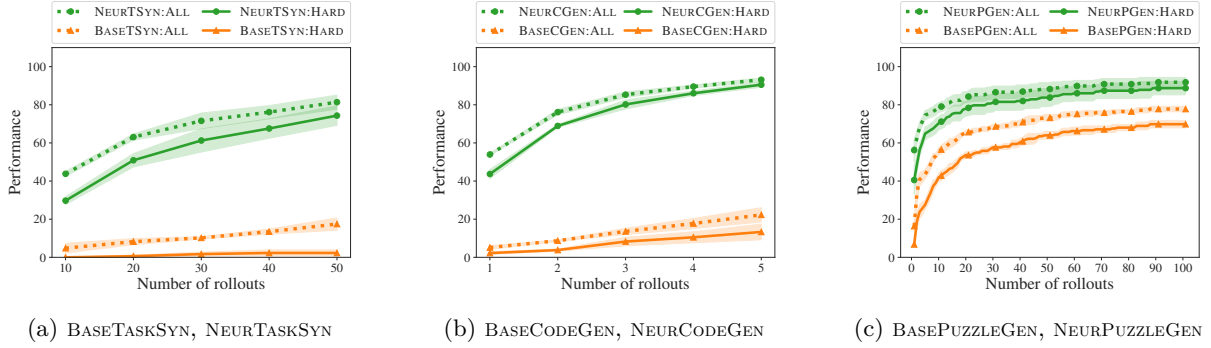 NEURTSYN:ALL NEURTSYN:HARD
BASETSYN:ALL BASETSYN:HARD
100
80
60
40
20
0
Performance
10 20 30 40 50
Number of rollouts
(a) BASETASKSYN, NEURTASKSYN
NEURCGEN:ALL NEURCGEN:HARD
BASECGEN:ALL BASECGEN:HARD
100
80
60
40
20
0
Performance
1 2 3 4 5
Number of rollouts
(b) BASECODEGEN, NEURCODEGEN
NEURPGEN:ALL NEURPGEN:HARD
BASEPGEN:ALL BASEPGEN:HARD
100
80
60
40
20
0
Performance
0 10 20 30 40 50 60 70 80 90 100
Number of rollouts
(c) BASEPUZZLEGEN, NEURPUZZLEGEN